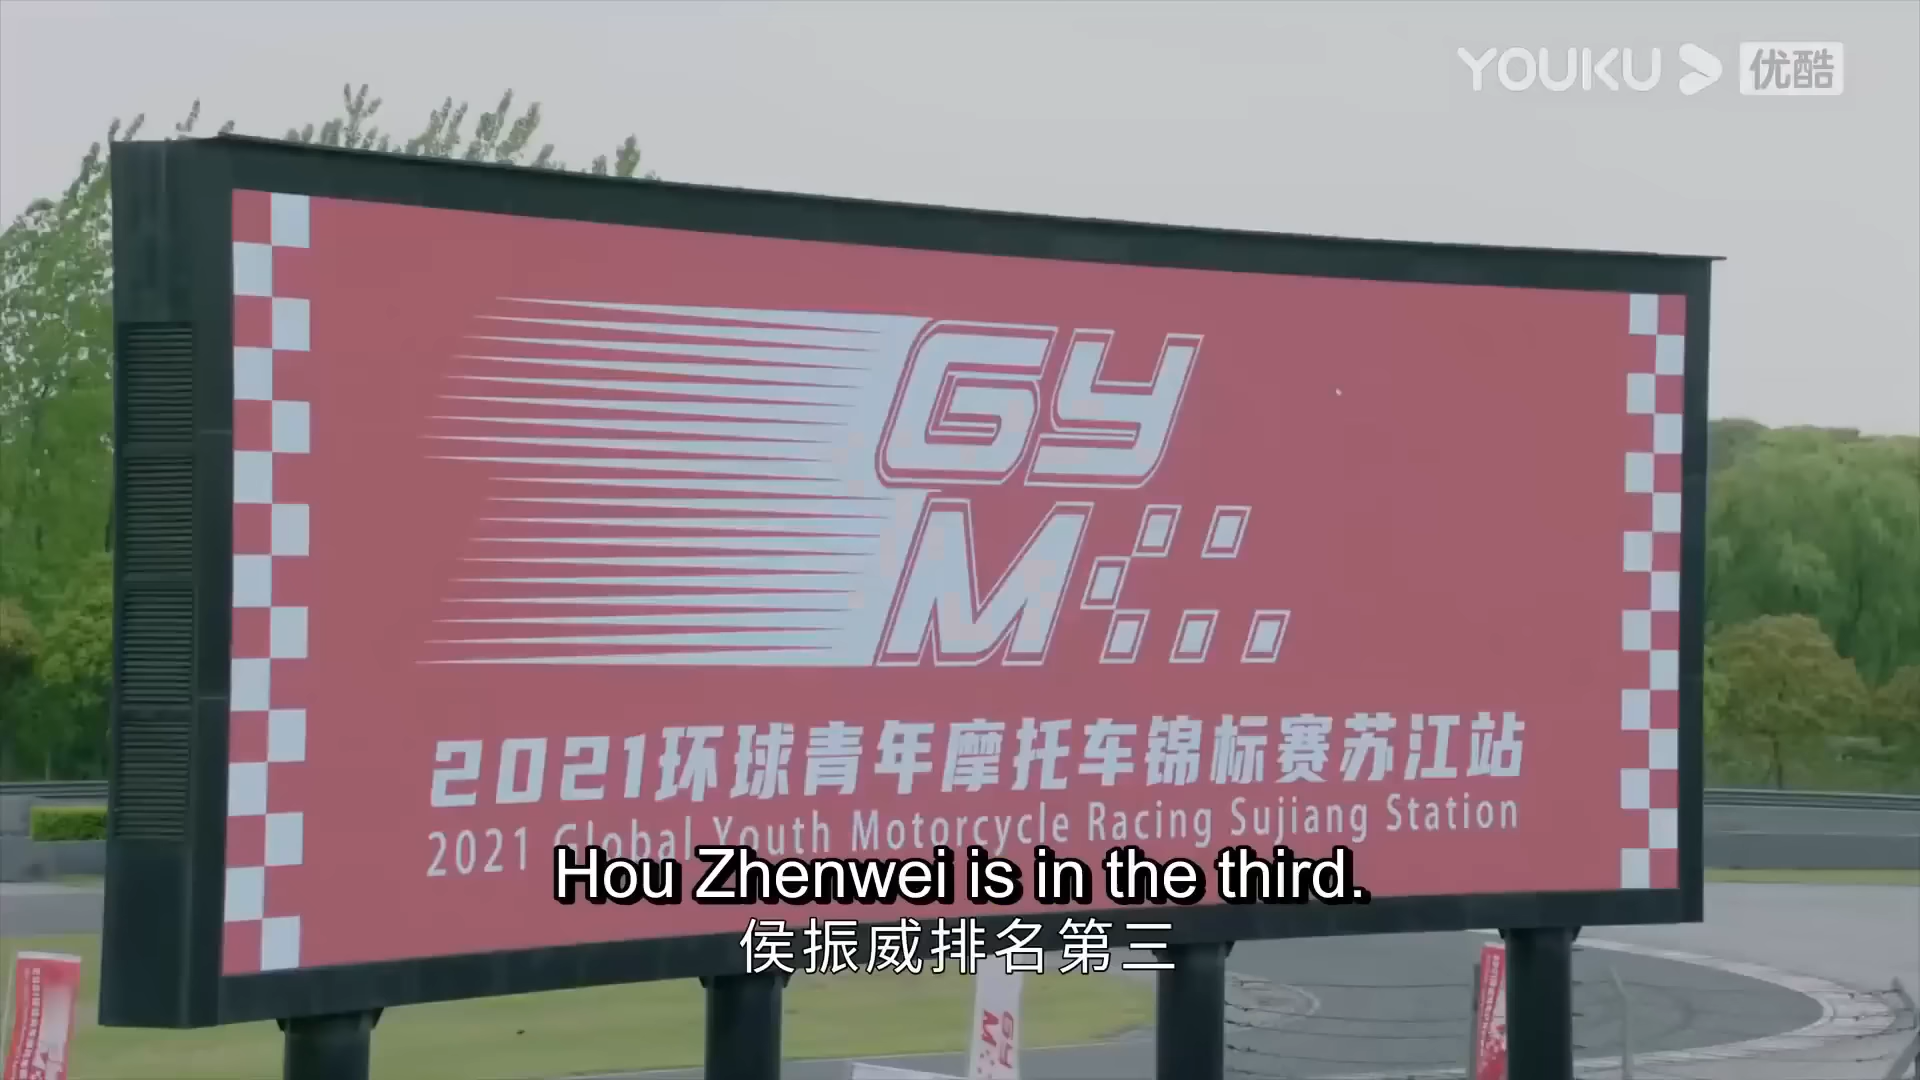 YOUKU 优酷
GY
M
2021环球青年摩托车锦标赛苏江站
2021 Global Youth Motorcycle Racing Sujiang Station
Hou Zhenwei is in the third.
侯振威排名第三
GY
M